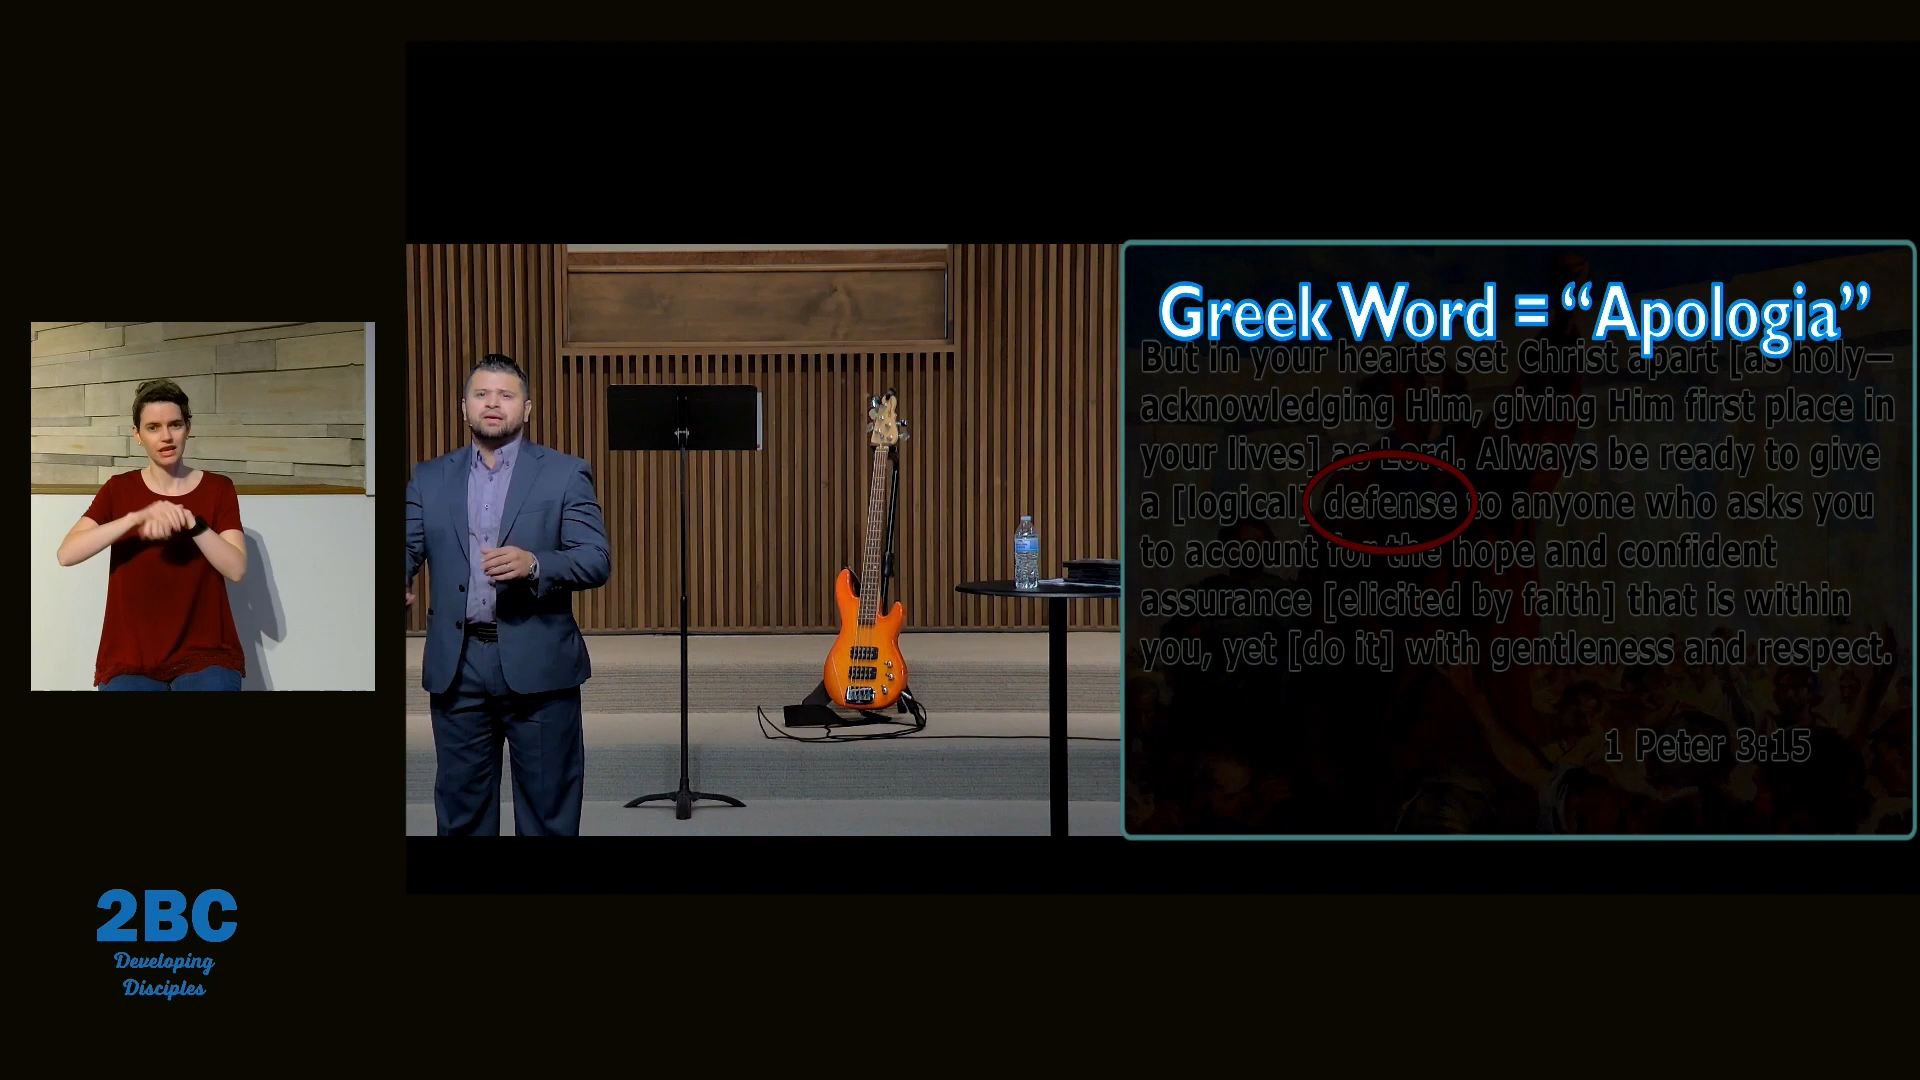 Greek Word = “Apologia”
But in your hearts set Christ apart [as holy—
acknowledging Him, giving Him first place in
your lives] as Lord. Always be ready to give
a [logical] defense to anyone who asks you
to account for the hope and confident
assurance [elicited by faith] that is within
you, yet [do it] with gentleness and respect.
1 Peter 3:15
2BC
Developing
Disciples